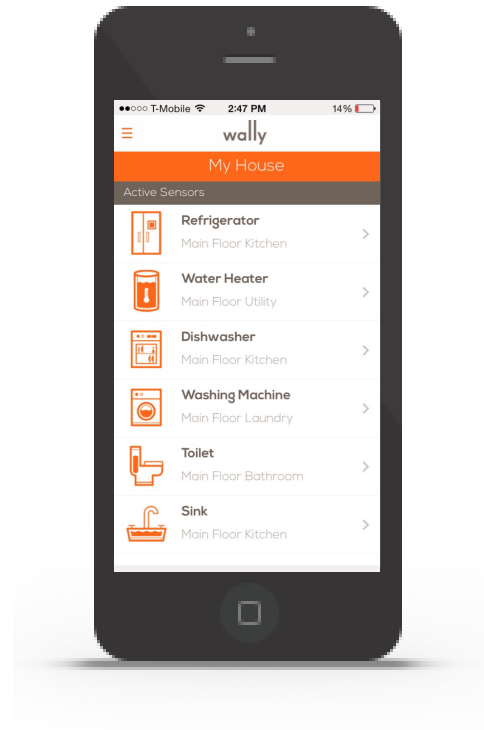 T-Mobile 2:47 PM 14%
wally
My House
Active Sensors
Refrigerator
Main Floor Kitchen
Water Heater
Main Floor Utility
Dishwasher
Main Floor Kitchen
Washing Machine
Main Floor Laundry
Toilet
Main Floor Bathroom
Sink
Main Floor Kitchen